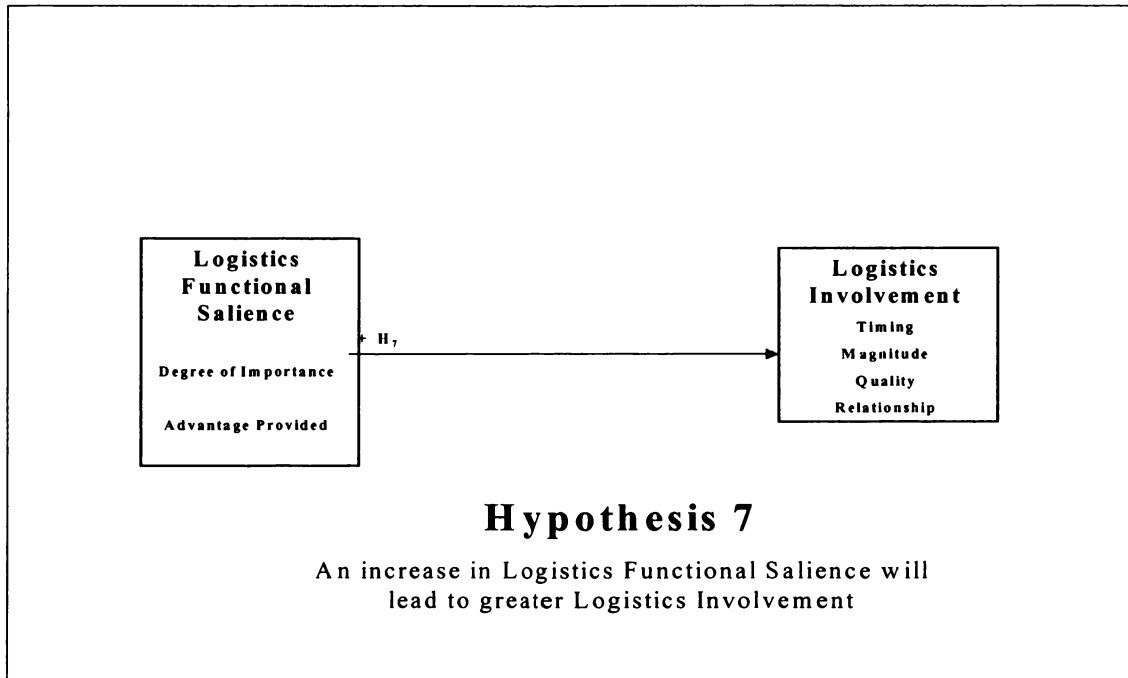 Logistics
Functional
Salience
Degree of Importance
Advantage Provided
+ H₇
Logistics
Involvement
Timing
Magnitude
Quality
Relationship
Hypothesis 7
An increase in Logistics Functional Salience will
lead to greater Logistics Involvement